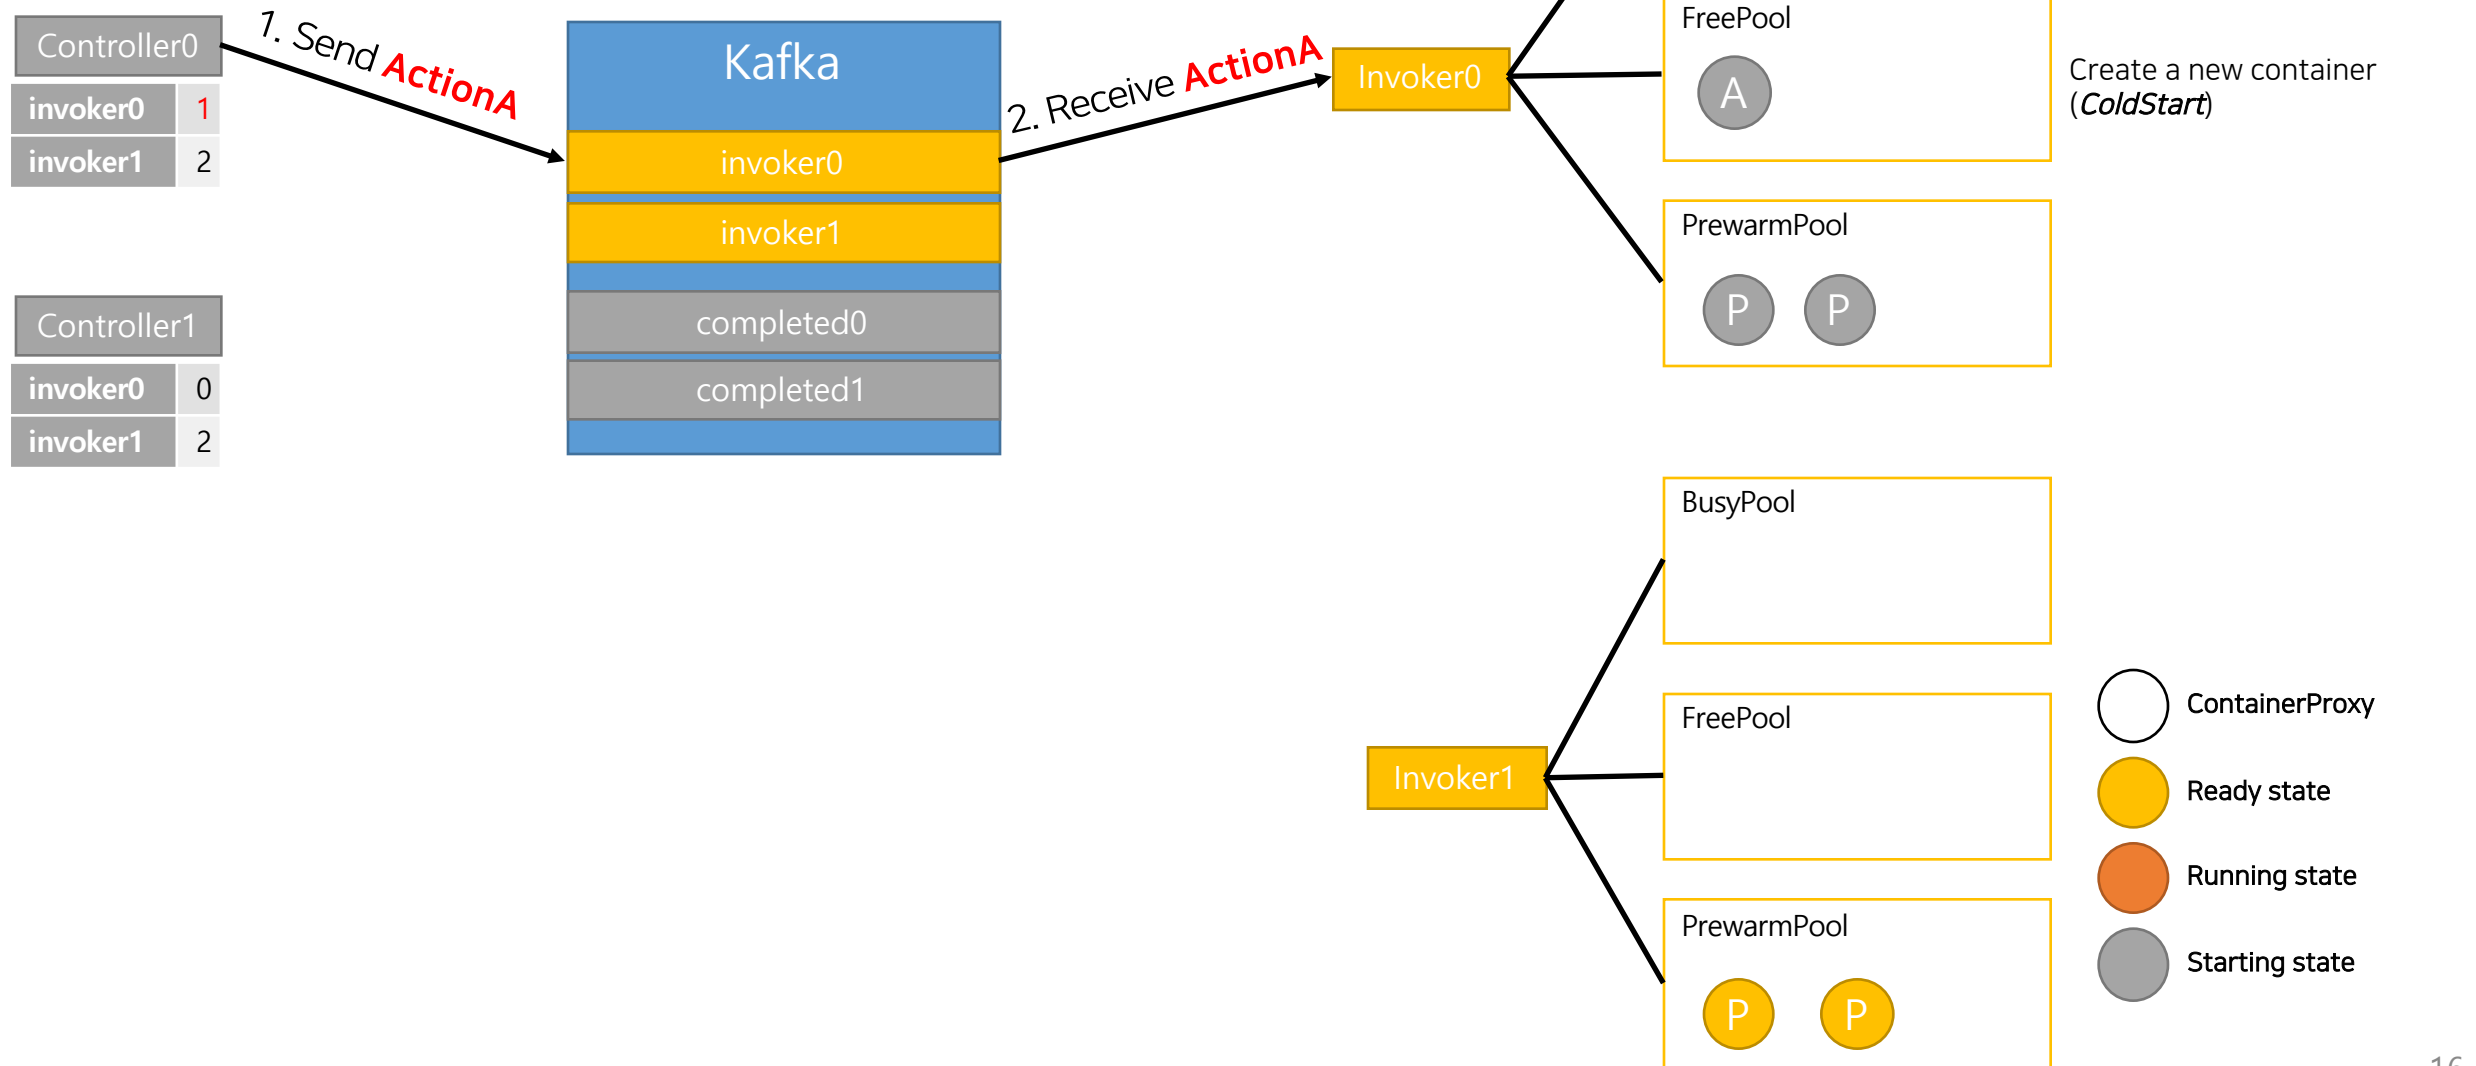 Controller0
invoker0 1
invoker1 2
1. Send ActionA
Kafka
invoker0
invoker1
completed0
completed1
2. Receive ActionA
Invoker0
FreePool
A
Create a new container
(ColdStart)
PrewarmPool
P P
Controller1
invoker0 0
invoker1 2
BusyPool
FreePool
Invoker1
PrewarmPool
P P
ContainerProxy
Ready state
Running state
Starting state